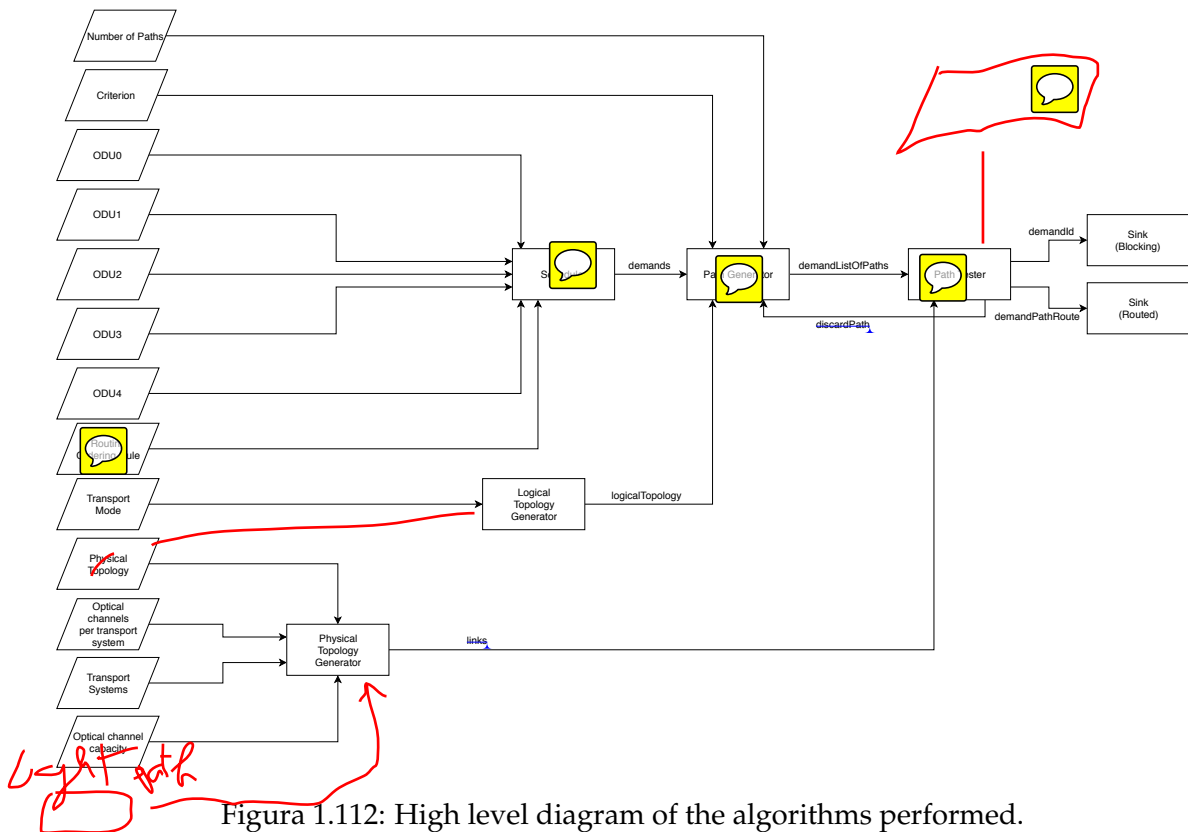 Number of Paths
Criterion
ODU0
ODU1
ODU2
ODU3
ODU4
Transport
Mode
Physical
Topology
Optical
channels
per transport
system
Transport
Systems
Optical channel
capacity
Light path
Logical
Topology
Generator
logicalTopology
Physical
Topology
Generator
links
demands
Generator
demandListOfPaths
discardPath
Path
demandId
demandPathRoute
Sink
(Blocking)
Sink
(Routed)
Figura 1.112: High level diagram of the algorithms performed.